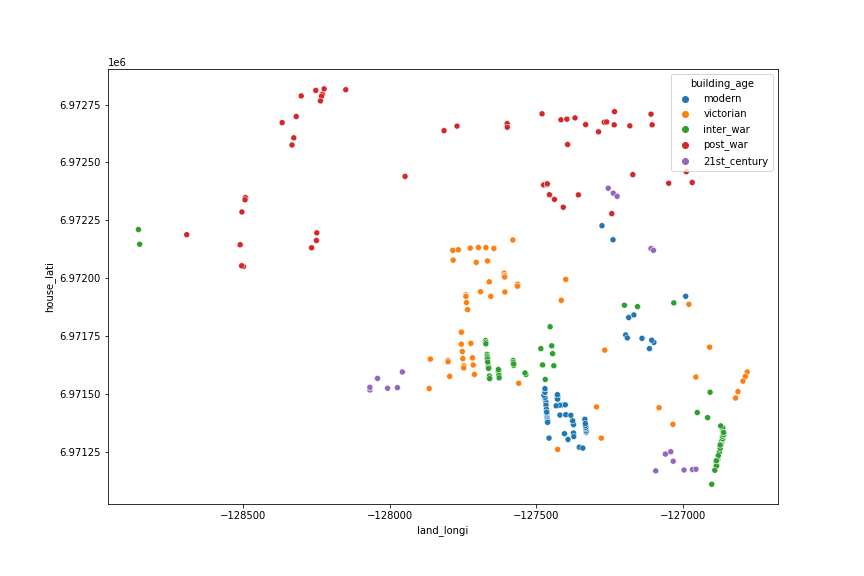 1e6
building_age
modern
victorian
inter_war
post_war
21st_century
6.97275
6.97250
6.97225
6.97200
6.97175
6.97150
6.97125
house_lati
−128500
−128000
−127500
−127000
land_longi